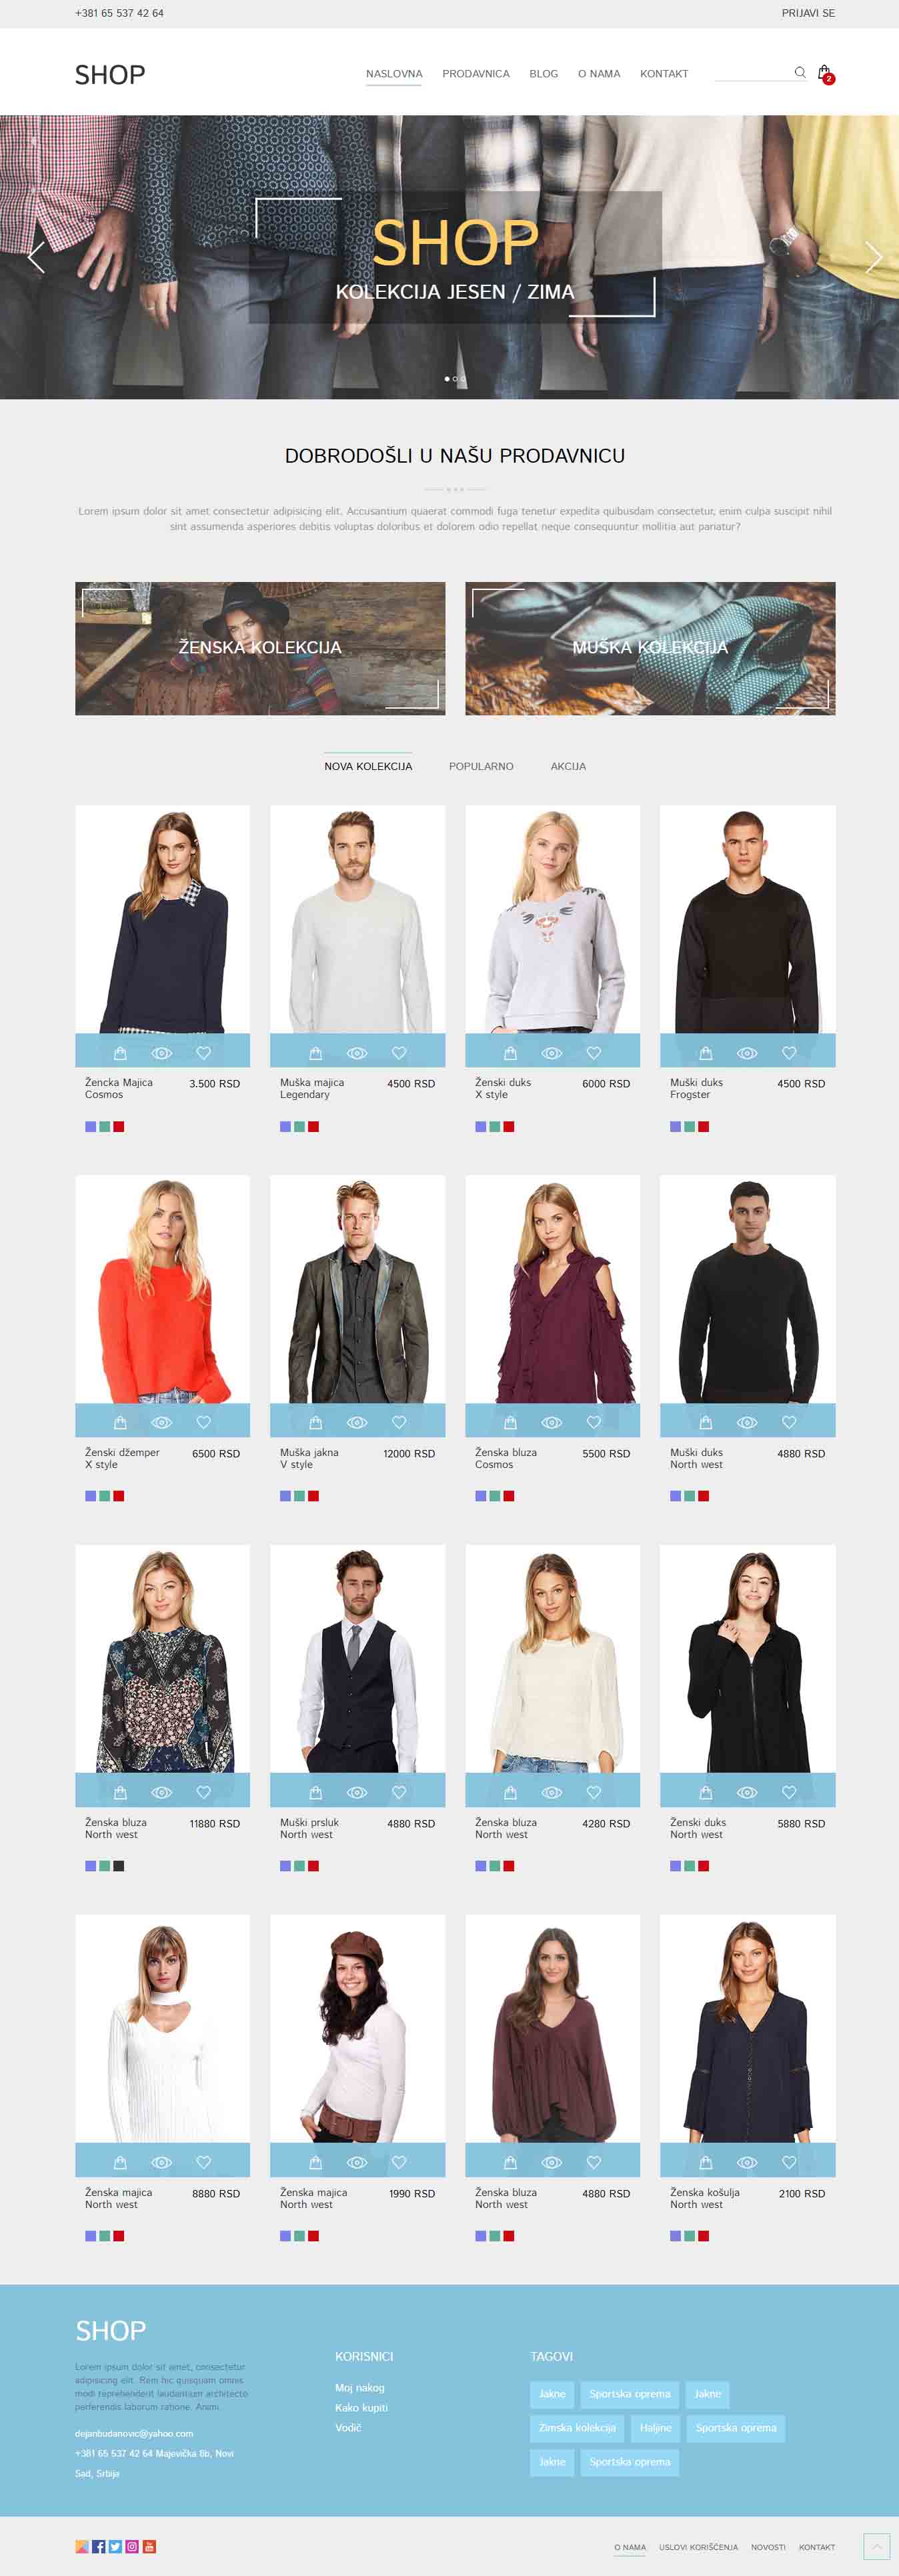 +381 65 537 42 64 PRIJAVI SE
SHOP NASLOVNA PRODAVNICA BLOG O NAMA KONTAKT 2
SHOP
KOLEKCIJA JESEN / ZIMA
DOBRODOŠLI U NAŠU PRODAVNICU
Lorem ipsum dolor sit amet consectetur adipisicing elit. Accusantium quaerat commodi fuga tenetur expedita quibusdam consectetur, enim culpa suscipit nihil
sint assumenda asperiores debitis voluptas doloribus et dolorem odio repellat neque consequuntur mollitia aut pariatur?
ŽENSKA KOLEKCIJA MUŠKA KOLEKCIJA
NOVA KOLEKCIJA POPULARNO AKCIJA
Žencka Majica 3.500 RSD Muška majica 4500 RSD Ženski duks 6000 RSD Muški duks 4500 RSD
Cosmos Legendary X style Frogster
Ženski džemper 6500 RSD Muška jakna 12000 RSD Ženska bluza 5500 RSD Muški duks 4880 RSD
X style V style Cosmos North west
Ženska bluza 11880 RSD Muški prsluk 4880 RSD Ženska bluza 4280 RSD Ženski duks 5880 RSD
North west North west North west North west
Ženska majica 8880 RSD Ženska majica 1990 RSD Ženska bluza 4880 RSD Ženska košulja 2100 RSD
North west North west North west North west
SHOP
Lorem ipsum dolor sit amet, consectetur
adipisicing elit. Rem hic quisquam omnis
modi reprehenderit laudantium architecto
perferendis laborum ratione. Animi.
dejanbudanovic@yahoo.com
+381 65 537 42 64 Majevička 8b, Novi
Sad, Srbija
KORISNICI
Moj nakog
Kako kupiti
Vodič
TAGOVI
Jakne Sportska oprema Jakne
Zimska kolekcija Haljine Sportska oprema
Jakne Sportska oprema
O NAMA USLOVI KORIŠĆENJA NOVOSTI KONTAKT